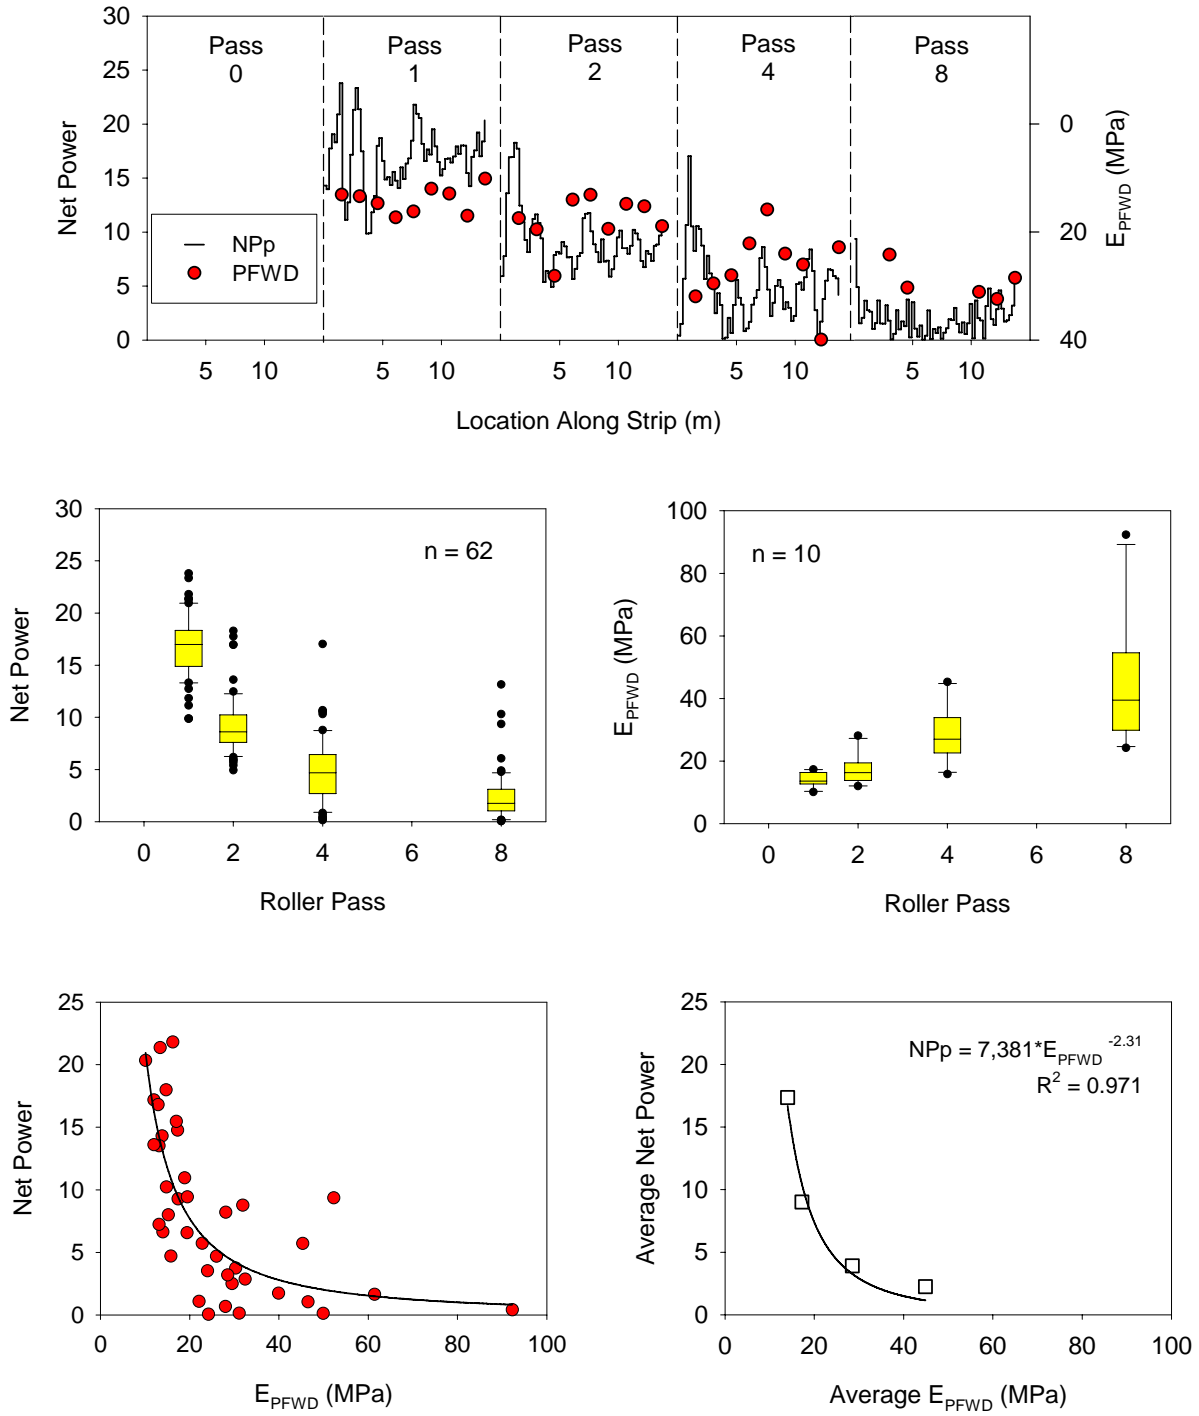 30
25
20
15
10
5
0
Net Power
Pass
0
Pass
1
Pass
2
Pass
4
Pass
8
NPp
PFWD
0
20
40
E_PFWD (MPa)
5 10 5 10 5 10 5 10 5 10
Location Along Strip (m)
30
25
20
15
10
5
0
Net Power
n = 62
0 2 4 6 8
Roller Pass
100
80
60
40
20
0
E_PFWD (MPa)
n = 10
0 2 4 6 8
Roller Pass
25
20
15
10
5
0
Net Power
0 20 40 60 80 100
E_PFWD (MPa)
25
20
15
10
5
0
Average Net Power
NPp = 7,381*E_PFWD^-2.31
R² = 0.971
0 20 40 60 80 100
Average E_PFWD (MPa)